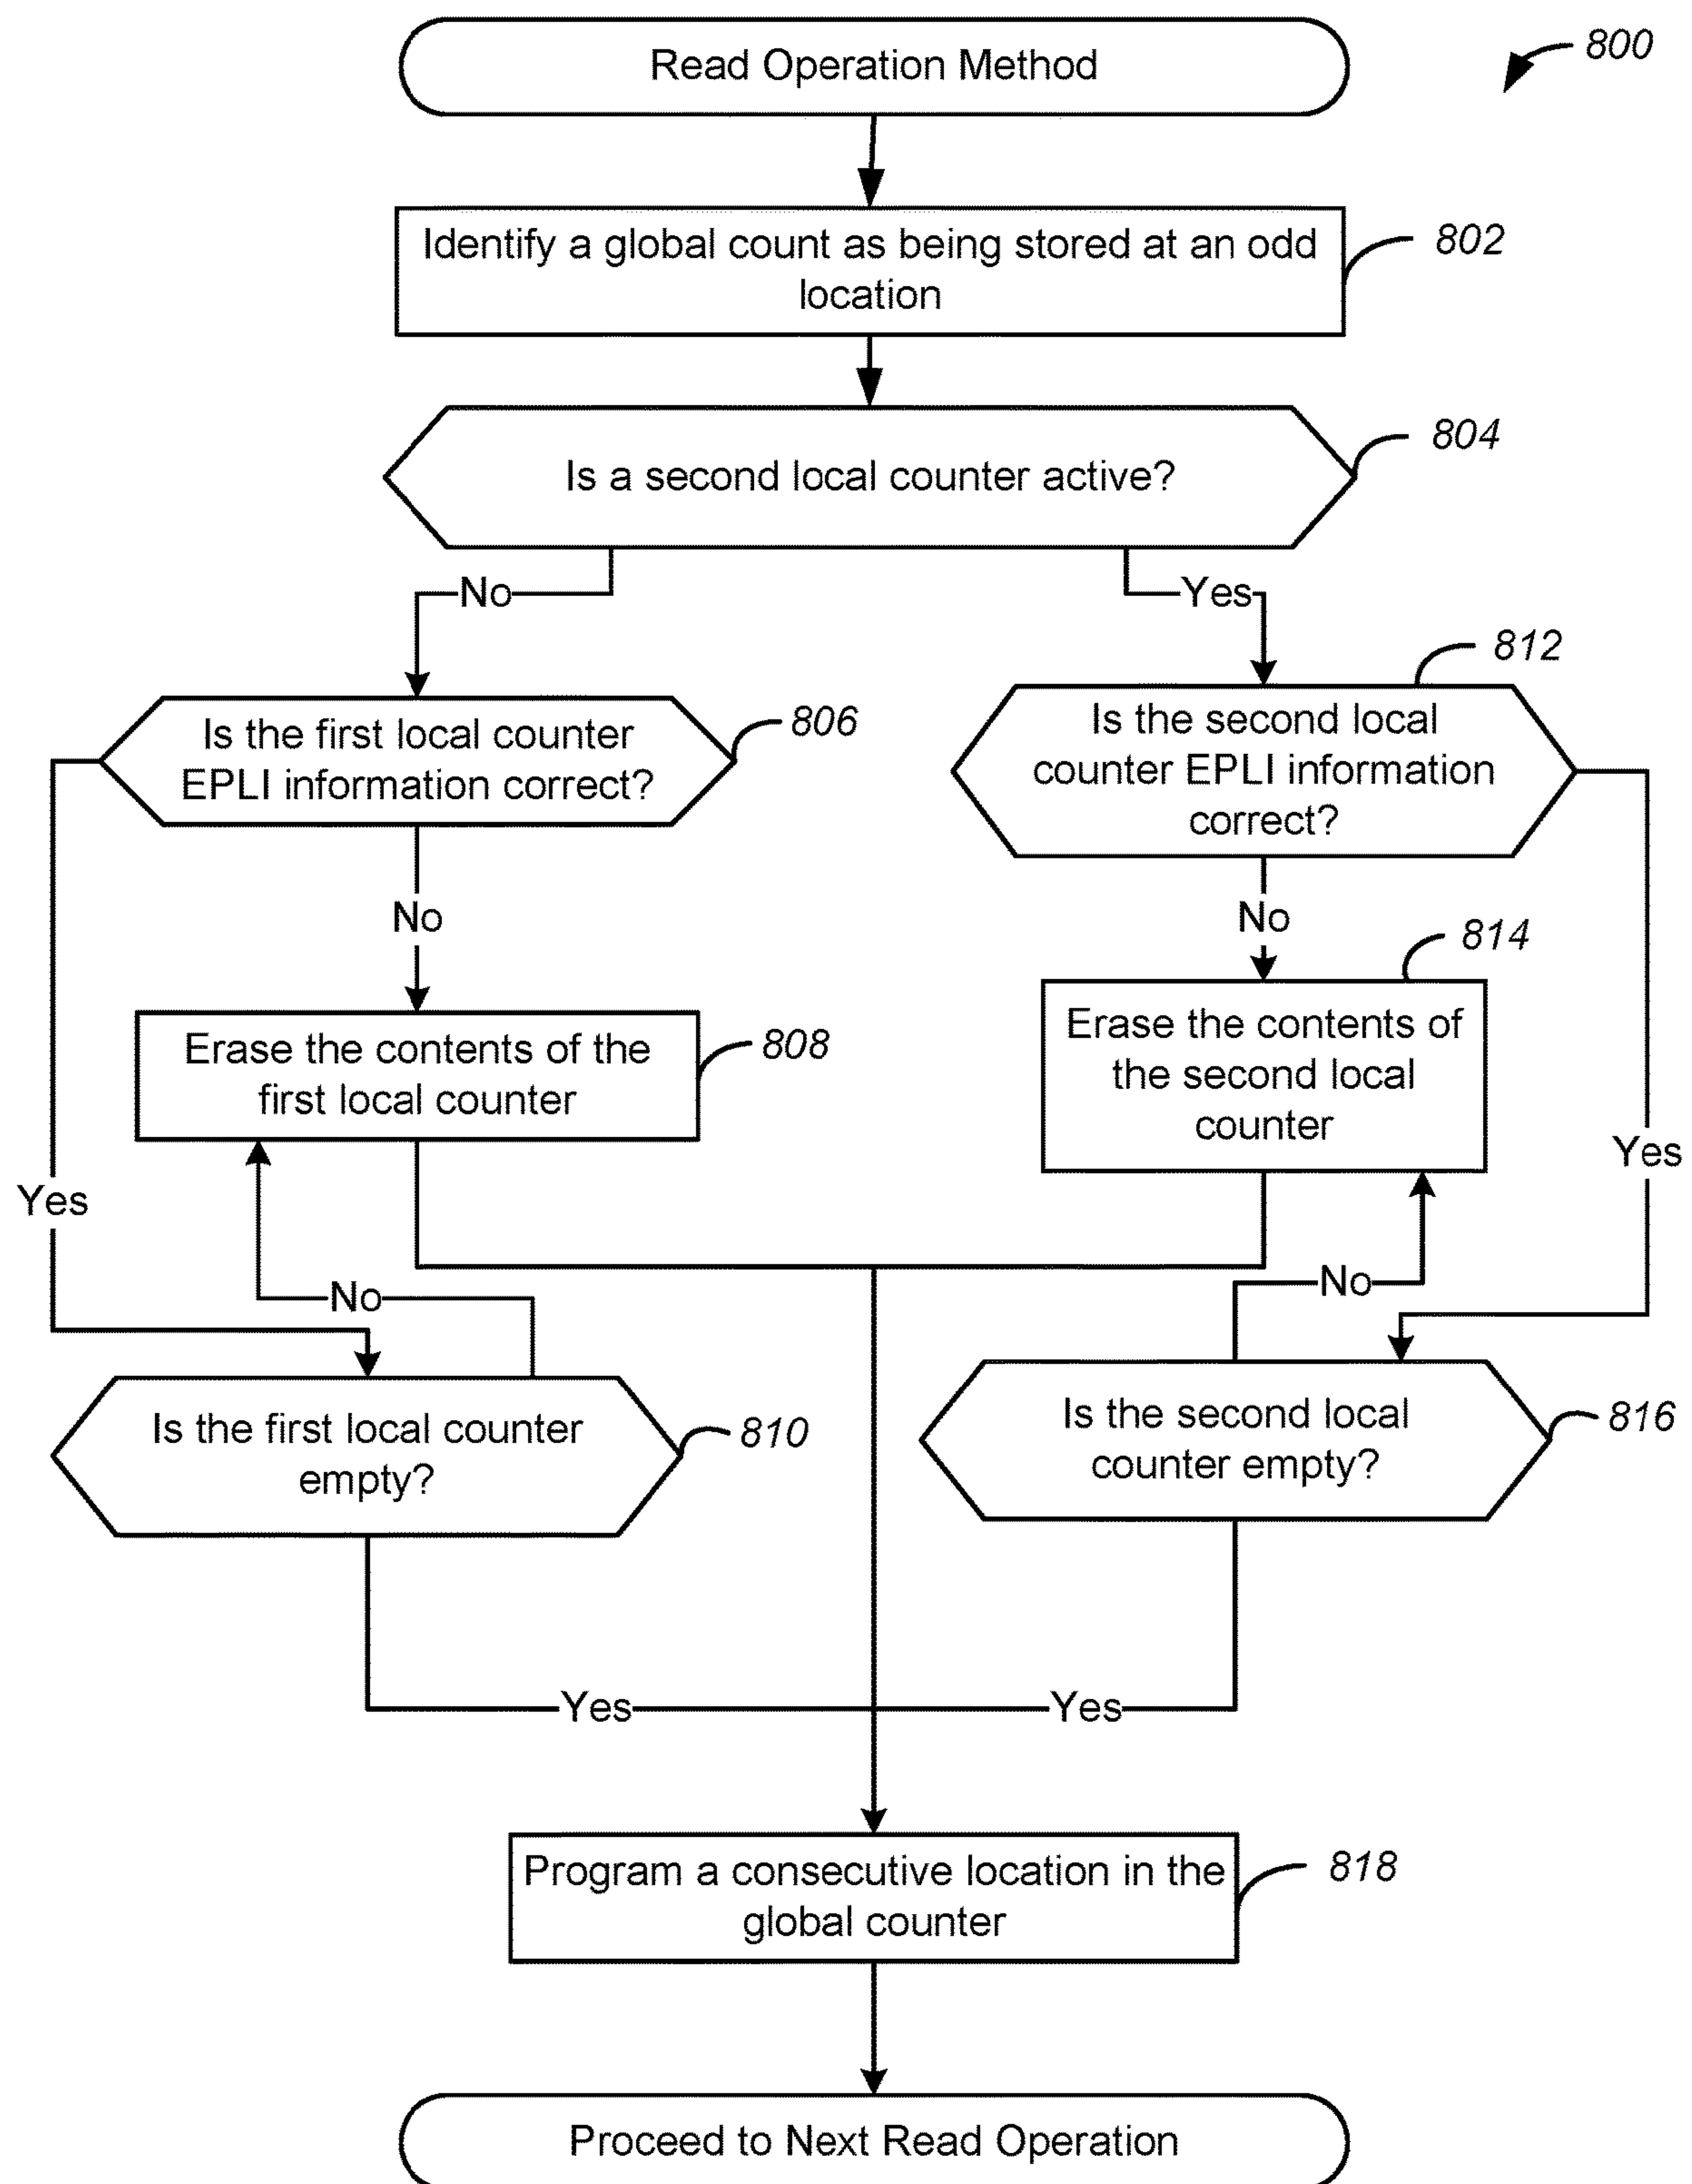 Read Operation Method
800
Identify a global count as being stored at an odd
location
802
Is a second local counter active?
804
No
Yes
Is the first local counter
EPLI information correct?
806
Is the second local
counter EPLI information
correct?
812
No
No
Erase the contents of the
first local counter
808
Erase the contents of
the second local
counter
814
Yes
Yes
No
No
Is the first local counter
empty?
810
Is the second local
counter empty?
816
Yes
Yes
Program a consecutive location in the
global counter
818
Proceed to Next Read Operation